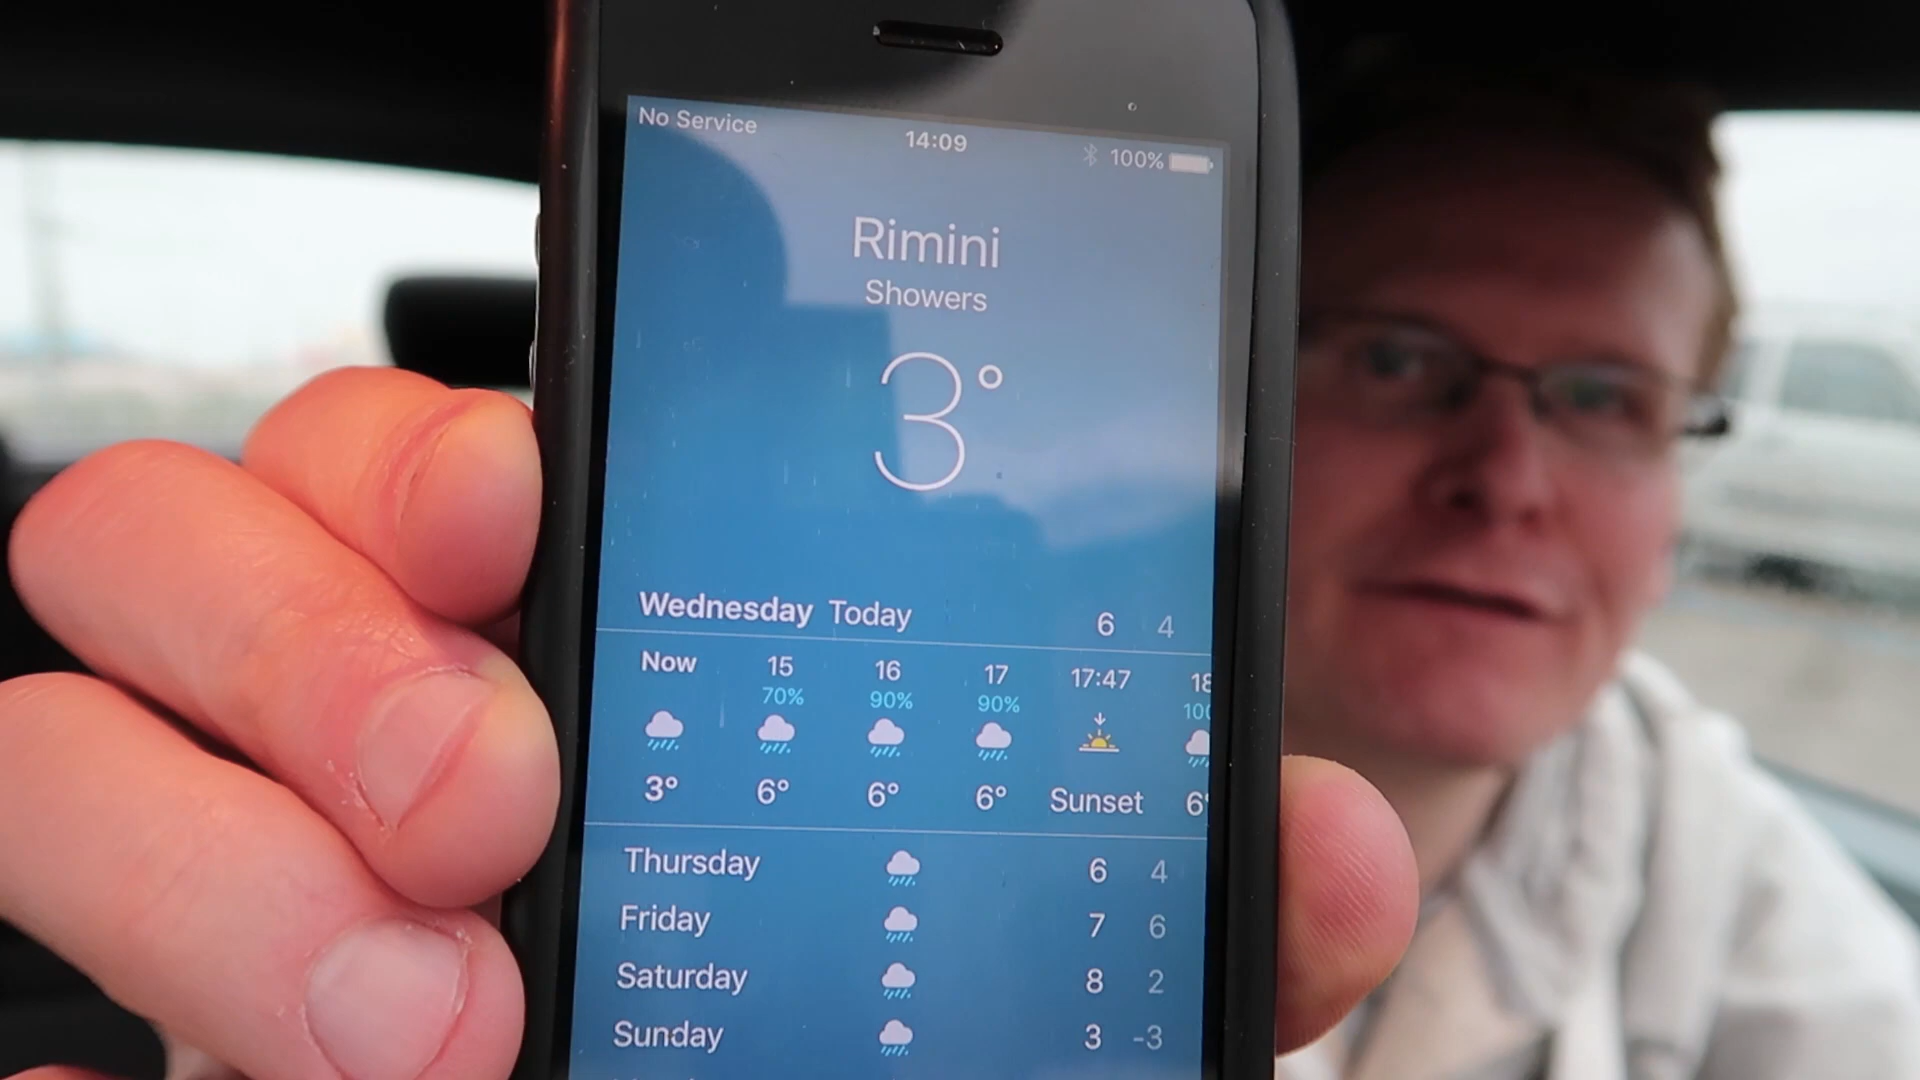 No Service 14:09 100%
Rimini
Showers
3°
Wednesday Today 6 4
Now 15 16 17 17:47 18
70% 90% 90%
3° 6° 6° 6° Sunset 6°
Thursday 6 4
Friday 7 6
Saturday 8 2
Sunday 3 -3